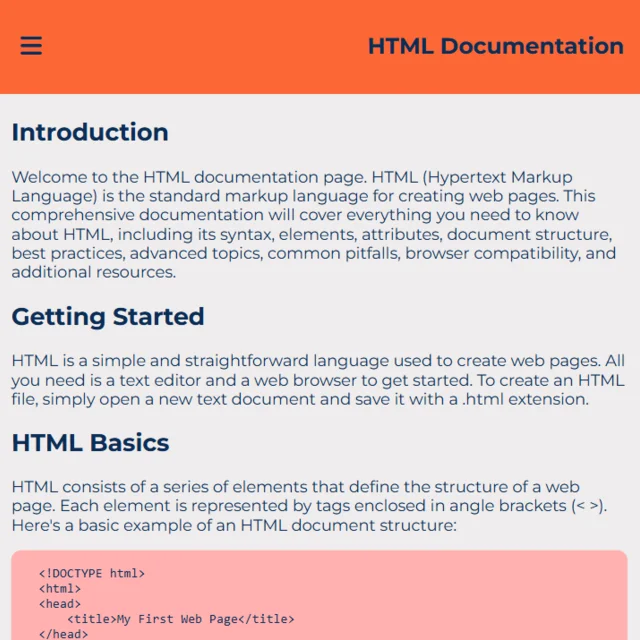 HTML Documentation
Introduction
Welcome to the HTML documentation page. HTML (Hypertext Markup
Language) is the standard markup language for creating web pages. This
comprehensive documentation will cover everything you need to know
about HTML, including its syntax, elements, attributes, document structure,
best practices, advanced topics, common pitfalls, browser compatibility, and
additional resources.
Getting Started
HTML is a simple and straightforward language used to create web pages. All
you need is a text editor and a web browser to get started. To create an HTML
file, simply open a new text document and save it with a .html extension.
HTML Basics
HTML consists of a series of elements that define the structure of a web
page. Each element is represented by tags enclosed in angle brackets (< >).
Here's a basic example of an HTML document structure:
<!DOCTYPE html>
<html>
<head>
    <title>My First Web Page</title>
</head>